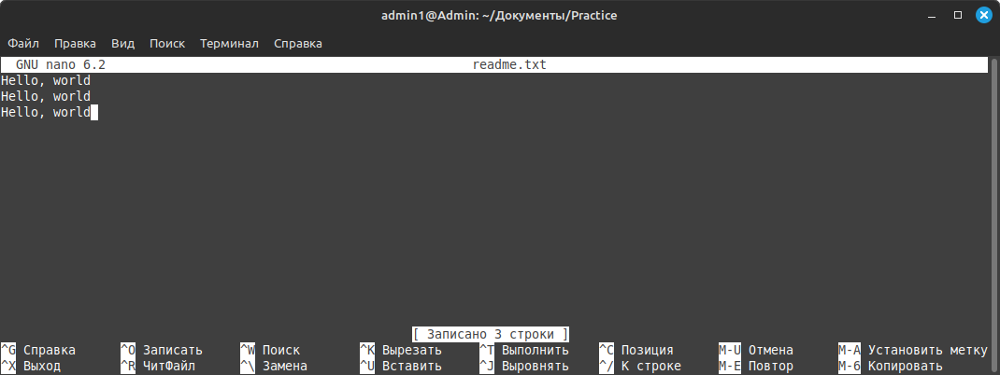 admin1@Admin: ~/Документы/Practice
Файл Правка Вид Поиск Терминал Справка
GNU nano 6.2 readme.txt
Hello, world
Hello, world
Hello, world
[ Записано 3 строки ]
^G Справка ^O Записать ^W Поиск ^K Вырезать ^T Выполнить ^C Позиция M-U Отмена M-A Установить метку
^X Выход ^R ЧитФайл ^\ Замена ^U Вставить ^J Выровнять ^/ К строке M-E Повтор M-6 Копировать